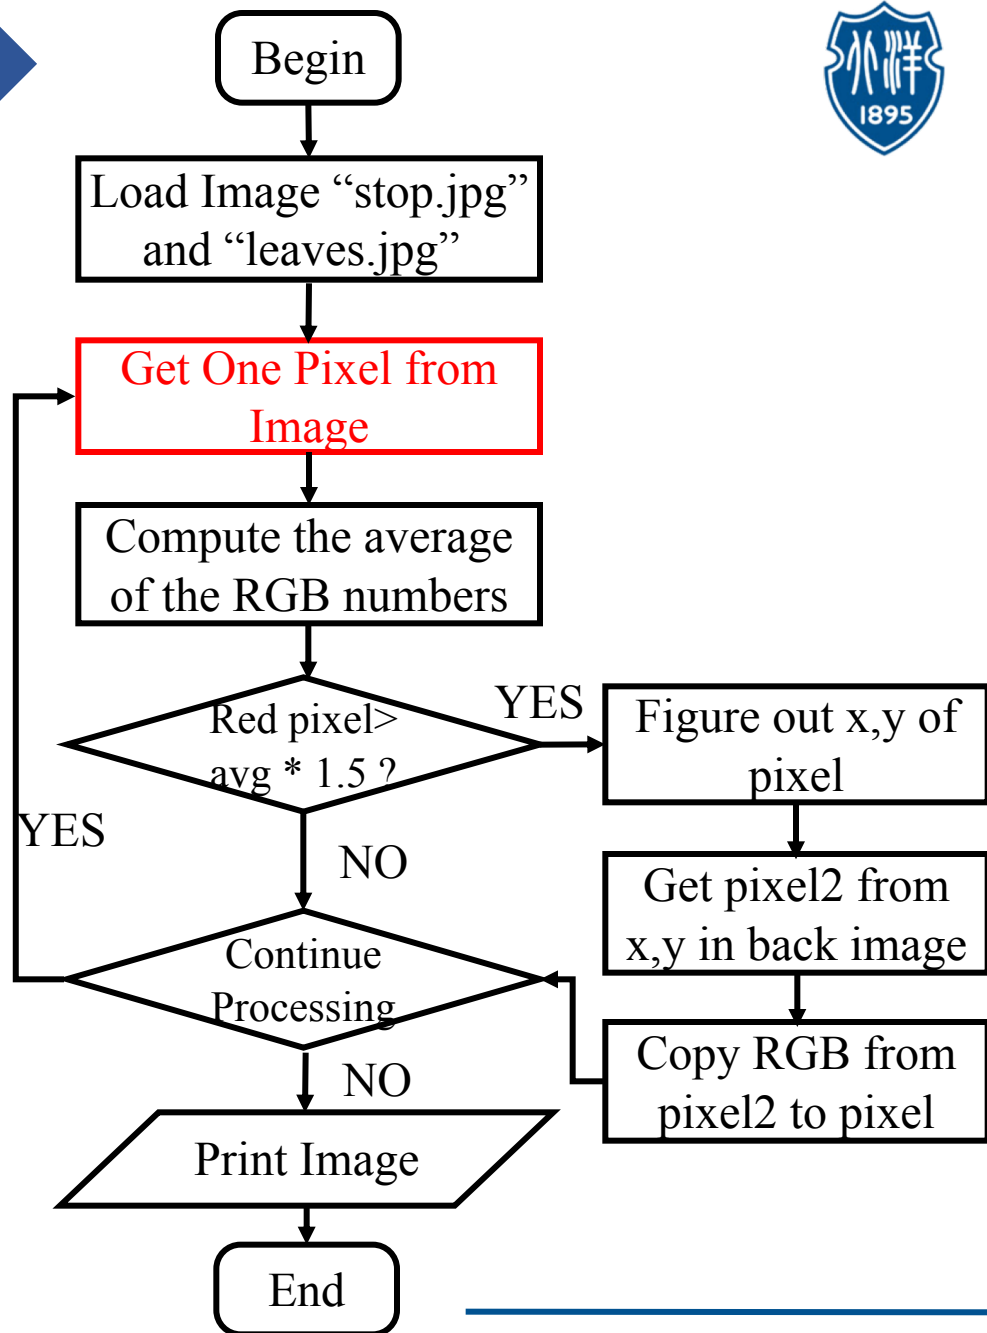 Begin
北洋
1895
Load Image “stop.jpg”
and “leaves.jpg”
Get One Pixel from
Image
Compute the average
of the RGB numbers
Red pixel>
avg * 1.5 ?
YES
Figure out x,y of
pixel
YES
NO
Get pixel2 from
x,y in back image
Continue
Processing
Copy RGB from
pixel2 to pixel
NO
Print Image
End